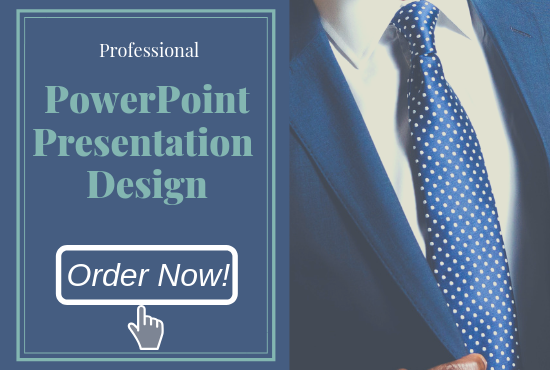 Professional
PowerPoint
Presentation
Design
Order Now!